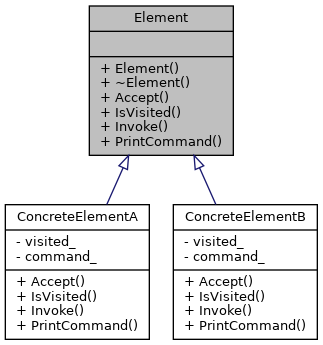 Element
+ Element()
+ ~Element()
+ Accept()
+ IsVisited()
+ Invoke()
+ PrintCommand()
ConcreteElementA
- visited_
- command_
+ Accept()
+ IsVisited()
+ Invoke()
+ PrintCommand()
ConcreteElementB
- visited_
- command_
+ Accept()
+ IsVisited()
+ Invoke()
+ PrintCommand()